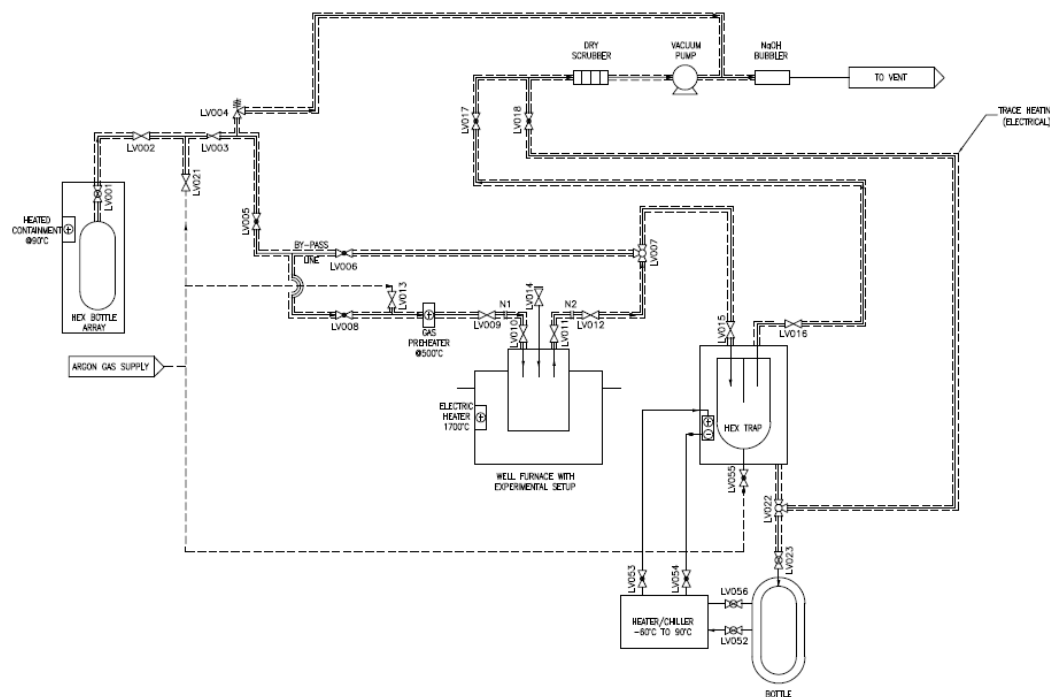 DRY
SCRUBBER
VACUUM
PUMP
NaOH
BUBBLER
TO VENT
TRACE HEATIN
(ELECTRICAL)
LV004
LV017
LV018
LV002
LV003
LV021
LV001
HEATED
CONTAINMENT
@90°C
HEX BOTTLE
ARRAY
LV005
BY-PASS
LINE
LV006
LV007
LV013
LV014
LV008
GAS
PREHEATER
@500°C
N1
LV009
LV010
N2
LV011
LV012
LV015
LV016
ARGON GAS SUPPLY
ELECTRIC
HEATER
1700°C
WELL FURNACE WITH
EXPERIMENTAL SETUP
HEX TRAP
LV055
LV022
LV023
LV053
LV054
HEATER/CHILLER
-60°C TO 90°C
LV056
LV052
BOTTLE